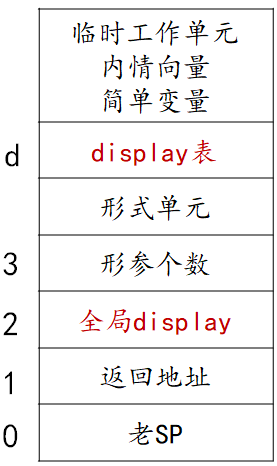 临时工作单元
内情向量
简单变量
d display表
形式单元
3 形参个数
2 全局display
1 返回地址
0 老SP